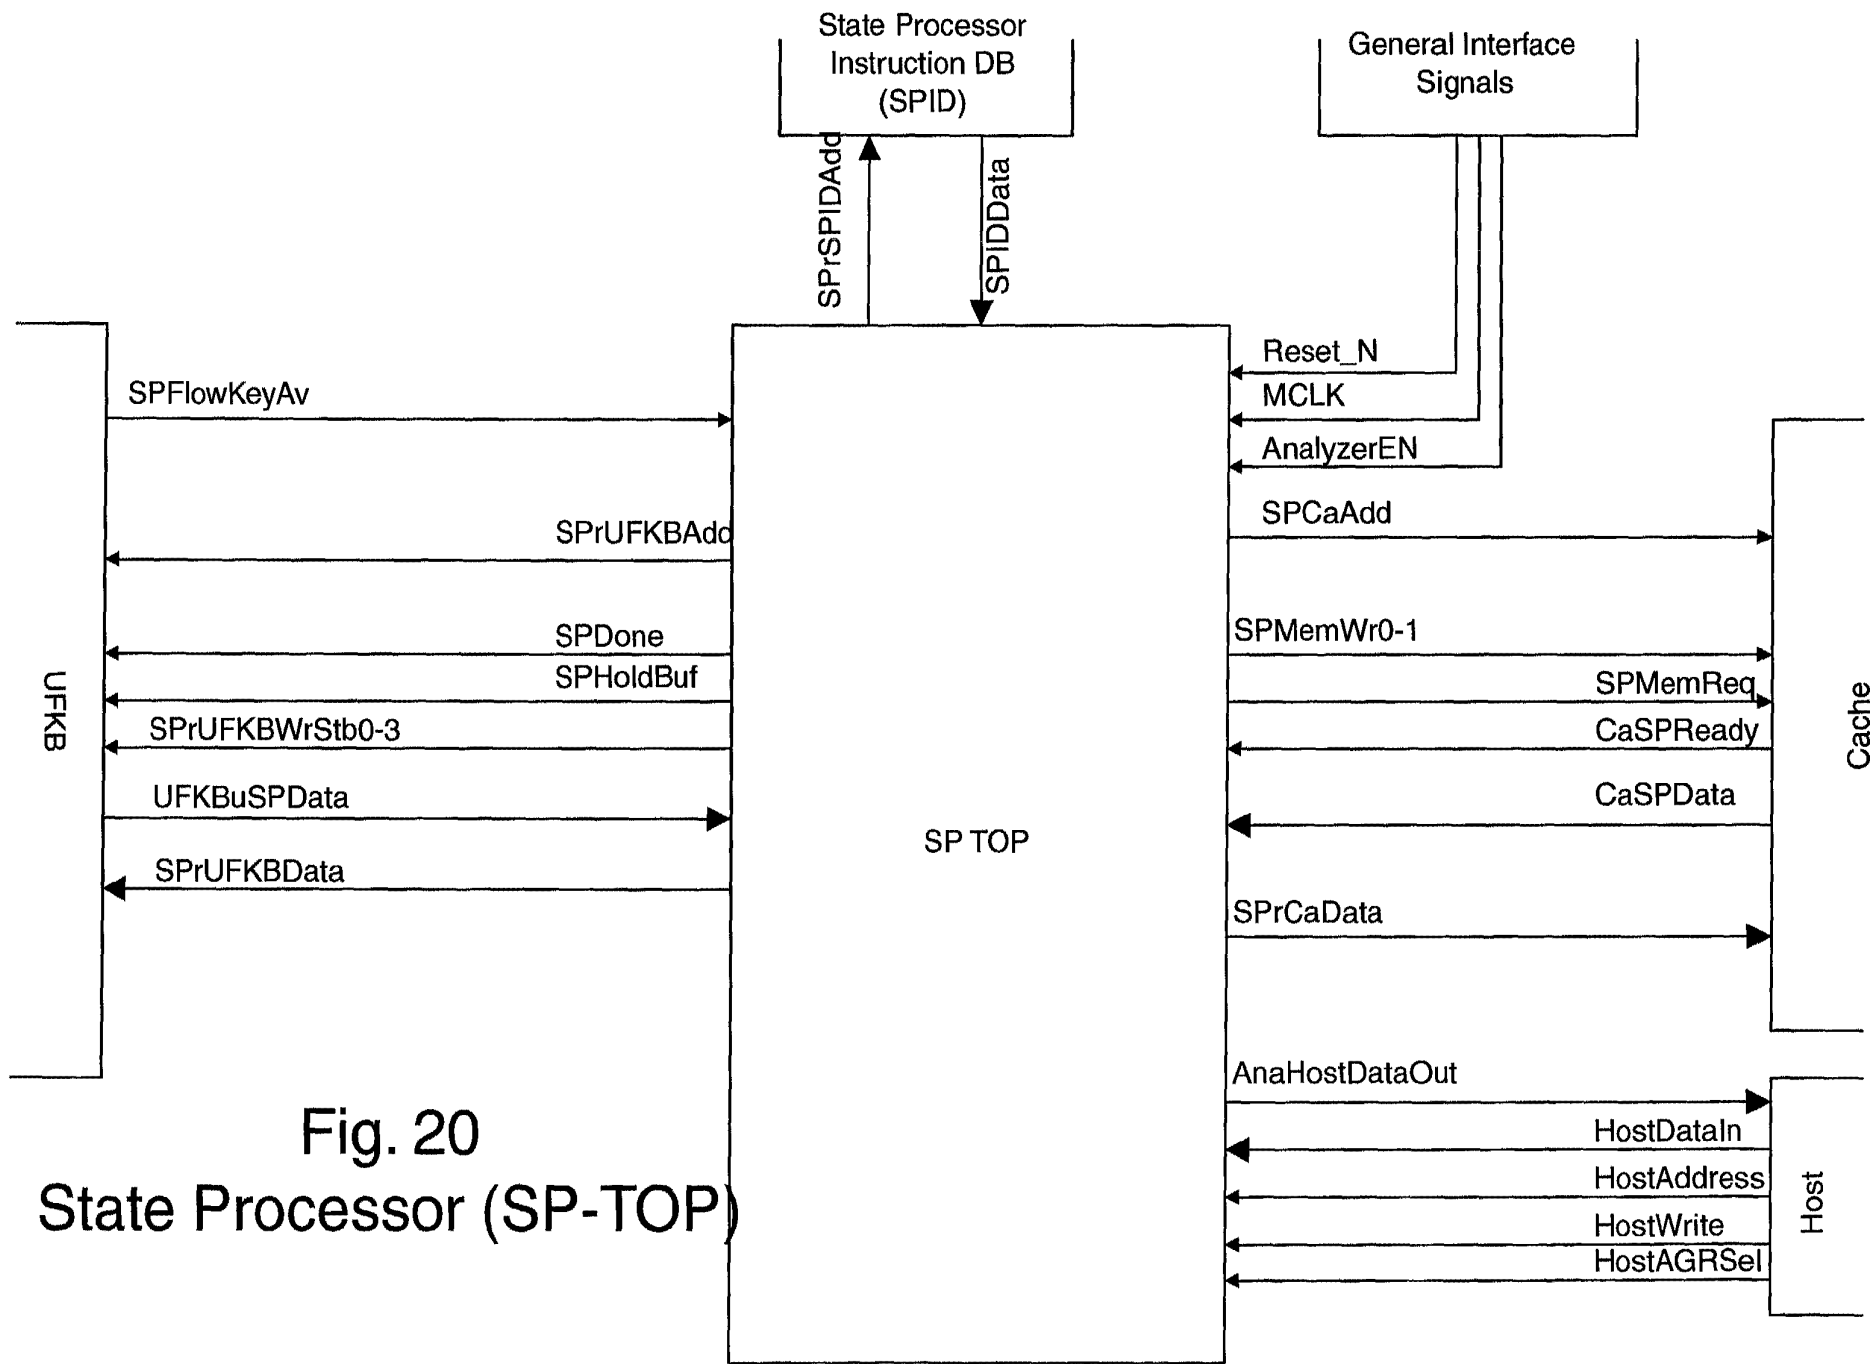 State Processor
Instruction DB
(SPID)
General Interface
Signals
SPrSPIDAdd
SPIDData
Reset_N
MCLK
AnalyzerEN
SPFlowKeyAv
SPrUFKBAdd
SPDone
SPHoldBuf
SPrUFKBWrStb0-3
UFKBuSPData
SPrUFKBData
UFKB
SP TOP
SPCaAdd
SPMemWr0-1
SPMemReq
CaSPReady
CaSPData
SPrCaData
Cache
AnaHostDataOut
HostDataIn
HostAddress
HostWrite
HostAGRSel
Host
Fig. 20
State Processor (SP-TOP)